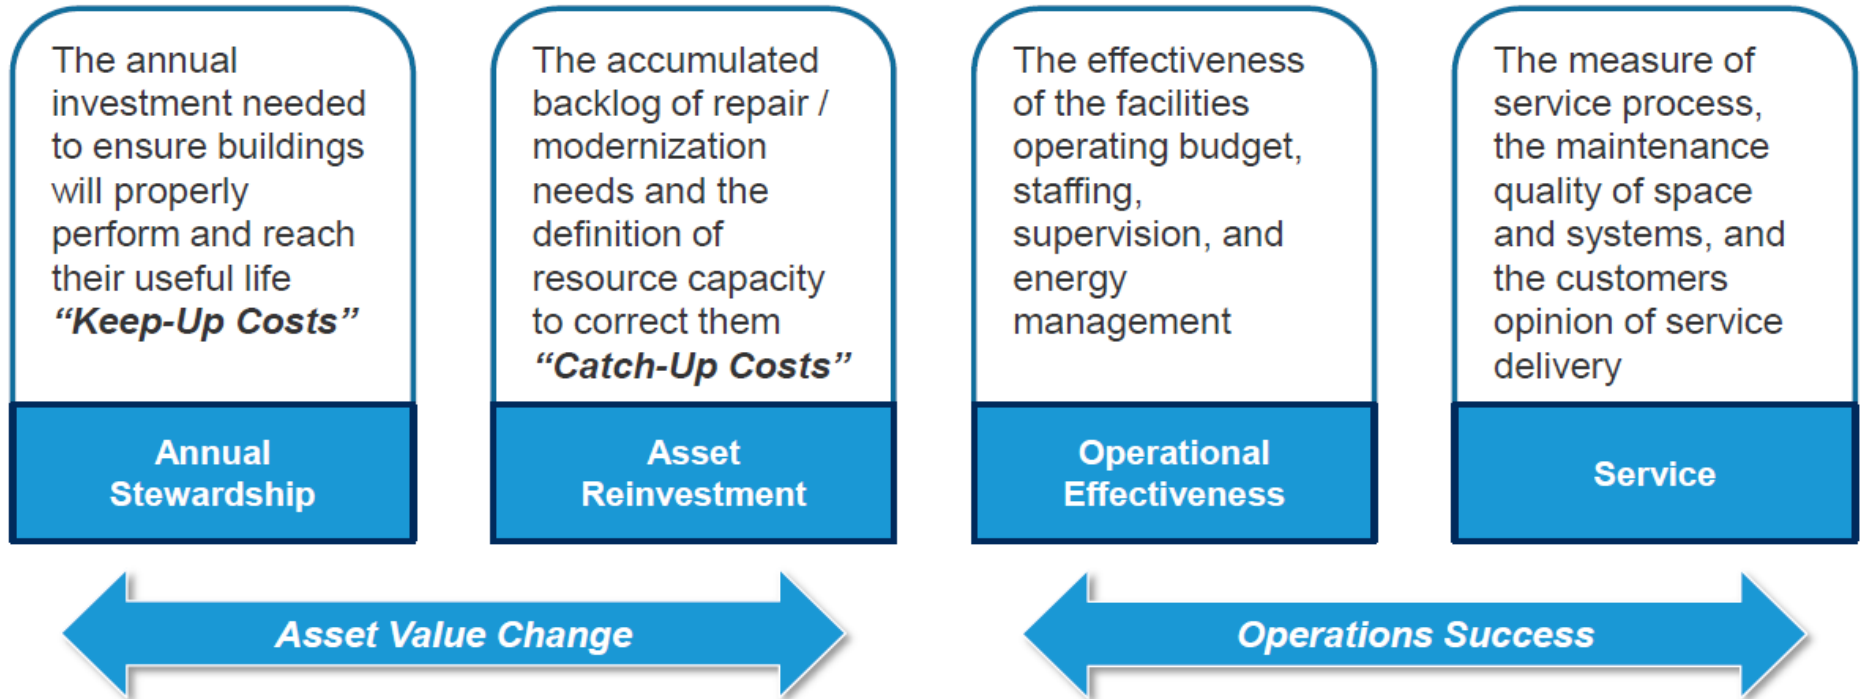 The annual
investment needed
to ensure buildings
will properly
perform and reach
their useful life
“Keep-Up Costs”
Annual
Stewardship
The accumulated
backlog of repair /
modernization
needs and the
definition of
resource capacity
to correct them
“Catch-Up Costs”
Asset
Reinvestment
The effectiveness
of the facilities
operating budget,
staffing,
supervision, and
energy
management
Operational
Effectiveness
The measure of
service process,
the maintenance
quality of space
and systems, and
the customers
opinion of service
delivery
Service
Asset Value Change
Operations Success